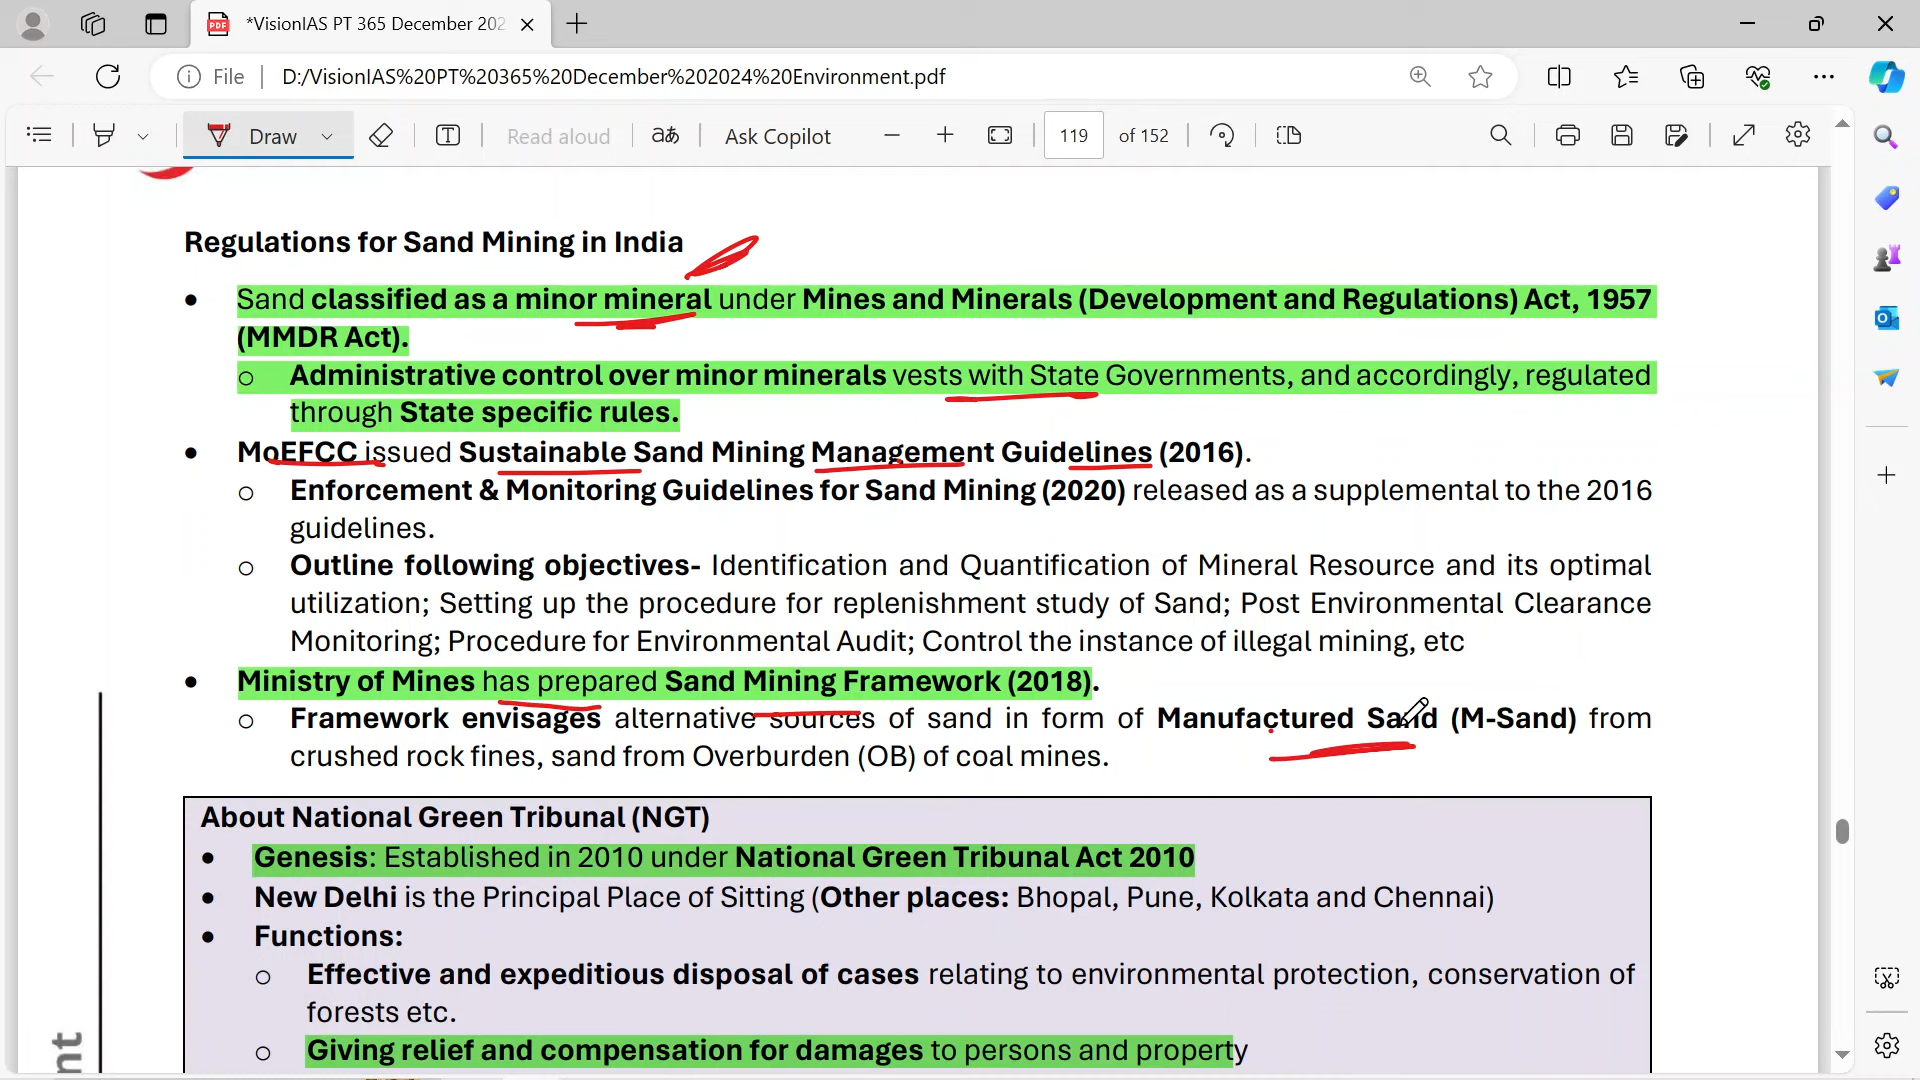 *VisionIAS PT 365 December 202
File
D:/VisionIAS%20PT%20365%20December%202024%20Environment.pdf
Draw
Read aloud
aあ
Ask Copilot
119
of 152
Regulations for Sand Mining in India
• Sand classified as a minor mineral under Mines and Minerals (Development and Regulations) Act, 1957
(MMDR Act).
o Administrative control over minor minerals vests with State Governments, and accordingly, regulated
through State specific rules.
• MoEFCC issued Sustainable Sand Mining Management Guidelines (2016).
o Enforcement & Monitoring Guidelines for Sand Mining (2020) released as a supplemental to the 2016
guidelines.
o Outline following objectives- Identification and Quantification of Mineral Resource and its optimal
utilization; Setting up the procedure for replenishment study of Sand; Post Environmental Clearance
Monitoring; Procedure for Environmental Audit; Control the instance of illegal mining, etc
• Ministry of Mines has prepared Sand Mining Framework (2018).
o Framework envisages alternative sources of sand in form of Manufactured Sand (M-Sand) from
crushed rock fines, sand from Overburden (OB) of coal mines.
About National Green Tribunal (NGT)
• Genesis: Established in 2010 under National Green Tribunal Act 2010
• New Delhi is the Principal Place of Sitting (Other places: Bhopal, Pune, Kolkata and Chennai)
• Functions:
o Effective and expeditious disposal of cases relating to environmental protection, conservation of
forests etc.
o Giving relief and compensation for damages to persons and property
nt